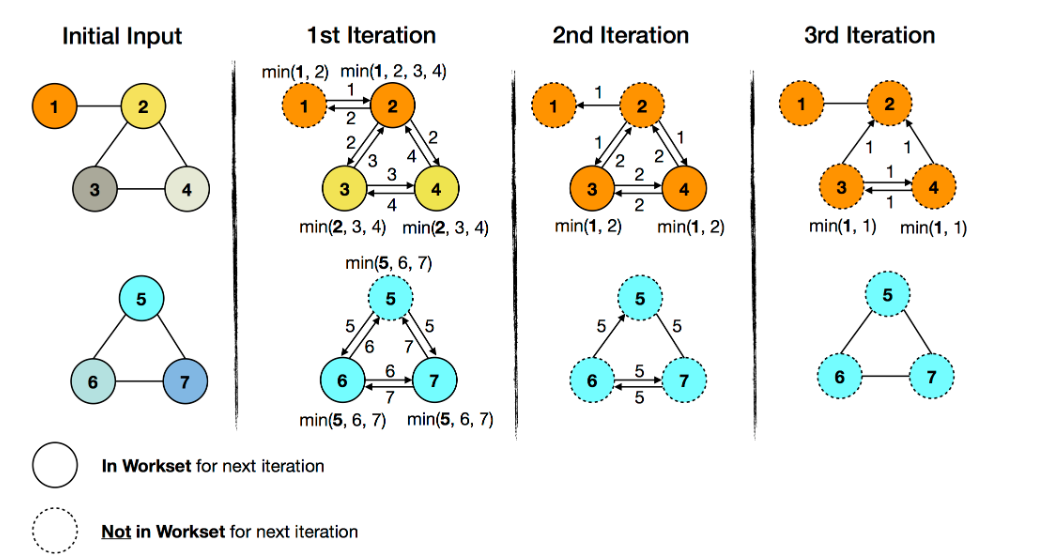 Initial Input
1st Iteration
2nd Iteration
3rd Iteration
min(1, 2) min(1, 2, 3, 4)
1 2
3 4
1 2
1
2
2 3 4 2
3 4
3
4
min(2, 3, 4) min(2, 3, 4)
1 2
1
1 2 2 1
3 4
2
2
min(1, 2) min(1, 2)
1 2
1 1
3 4
1
1
min(1, 1) min(1, 1)
5
6 7
min(5, 6, 7)
5
5 6 7 5
6 7
6
7
min(5, 6, 7) min(5, 6, 7)
5
5 5
6 7
5
5
5
6 7
In Workset for next iteration
Not in Workset for next iteration